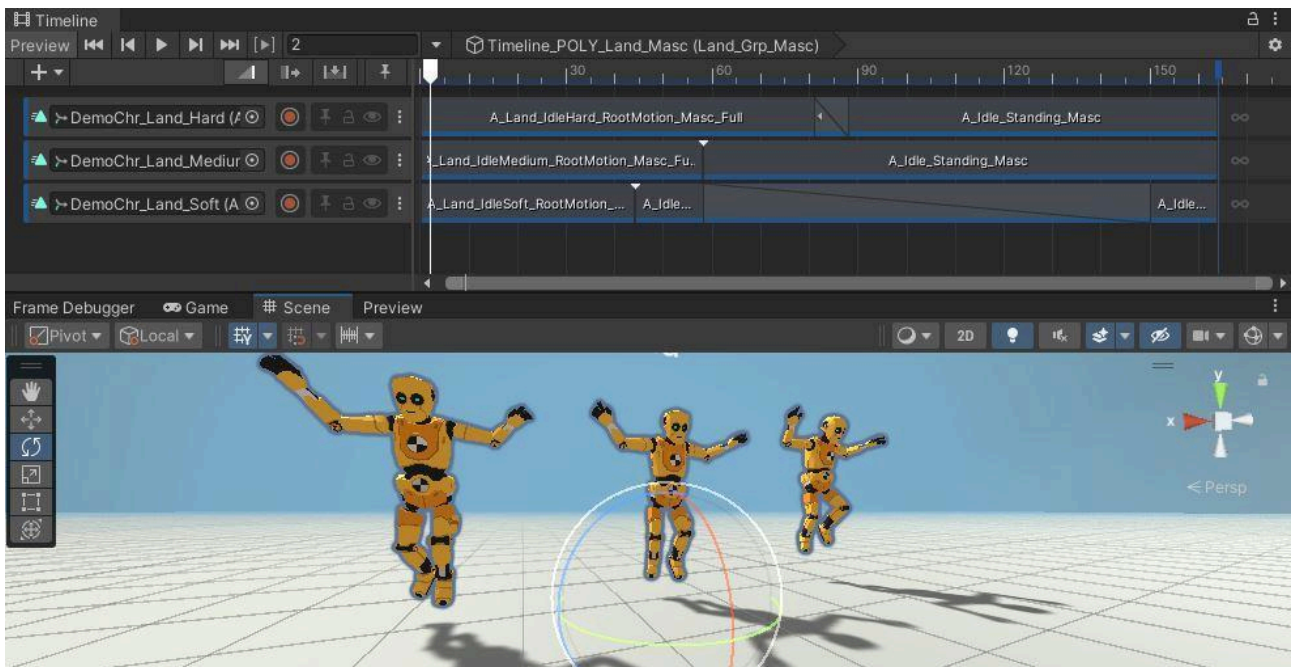 Timeline
Preview 2 Timeline_POLY_Land_Masc (Land_Grp_Masc)
30 60 90 120 150
DemoChr_Land_Hard (A A_Land_IdleHard_RootMotion_Masc_Full A_Idle_Standing_Masc
DemoChr_Land_Mediur _Land_IdleMedium_RootMotion_Masc_Fu.. A_Idle_Standing_Masc
DemoChr_Land_Soft (A A_Land_IdleSoft_RootMotion_... A_Idle... A_Idle...
Frame Debugger Game Scene Preview
Pivot Local 2D
y
x
Persp